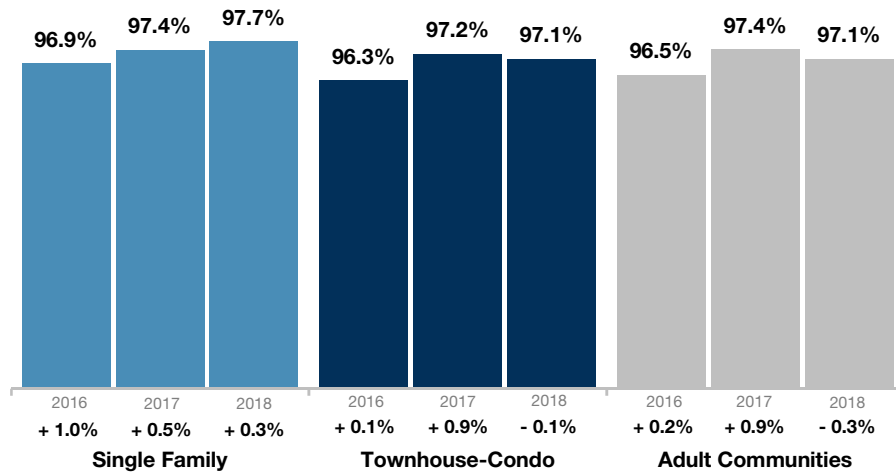 96.9% 97.4% 97.7% 96.3% 97.2% 97.1% 96.5% 97.4% 97.1%
2016 2017 2018 2016 2017 2018 2016 2017 2018
+ 1.0% + 0.5% + 0.3% + 0.1% + 0.9% - 0.1% + 0.2% + 0.9% - 0.3%
Single Family Townhouse-Condo Adult Communities